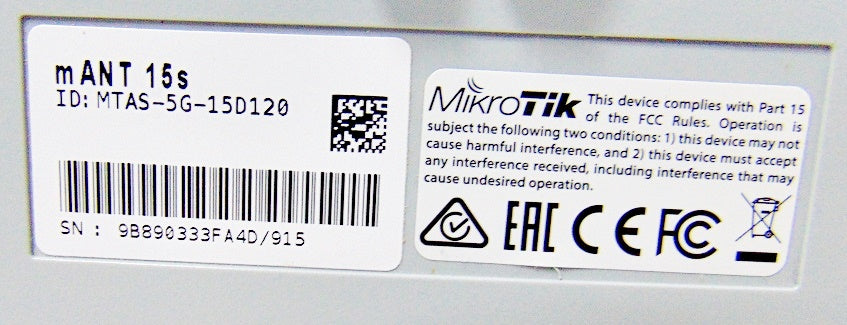 mANT 15s
ID: MTAS-5G-15D120
SN : 9B890333FA4D/915
MikroTik This device complies with Part 15
of the FCC Rules. Operation is
subject the following two conditions: 1) this device may not
cause harmful interference, and 2) this device must accept
any interference received, including interference that may
cause undesired operation.
EAC CE FC